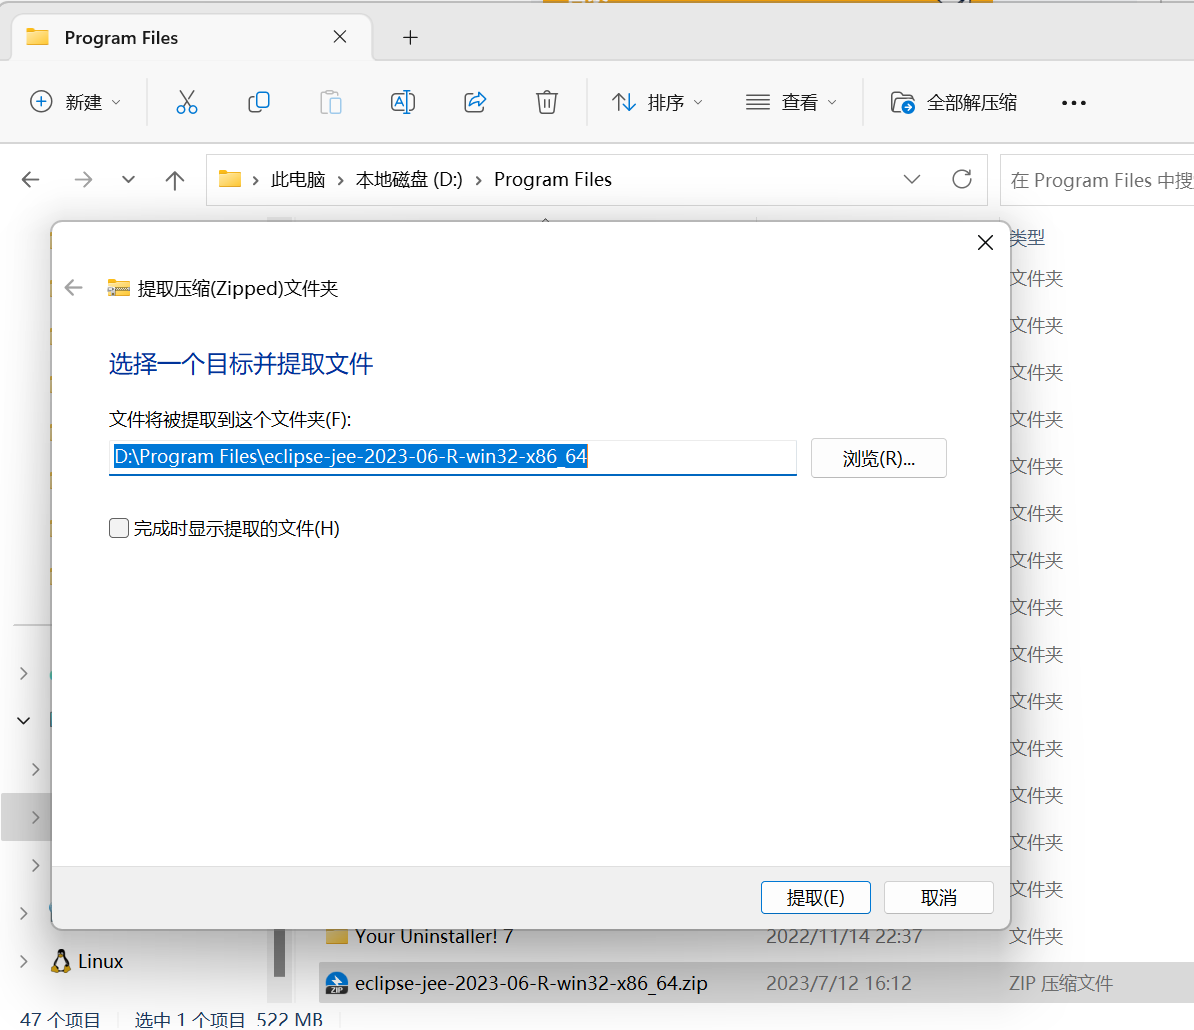 Program Files
新建
排序
查看
全部解压缩
此电脑 › 本地磁盘 (D:) › Program Files
在 Program Files 中搜
类型
提取压缩(Zipped)文件夹
选择一个目标并提取文件
文件将被提取到这个文件夹(F):
D:\Program Files\eclipse-jee-2023-06-R-win32-x86_64
浏览(R)...
完成时显示提取的文件(H)
文件夹
文件夹
文件夹
文件夹
文件夹
文件夹
文件夹
文件夹
文件夹
文件夹
文件夹
文件夹
文件夹
文件夹
提取(E)
取消
Your Uninstaller! 7 2022/11/14 22:37 文件夹
Linux
eclipse-jee-2023-06-R-win32-x86_64.zip 2023/7/12 16:12 ZIP 压缩文件
47 个项目 选中 1 个项目 522 MB